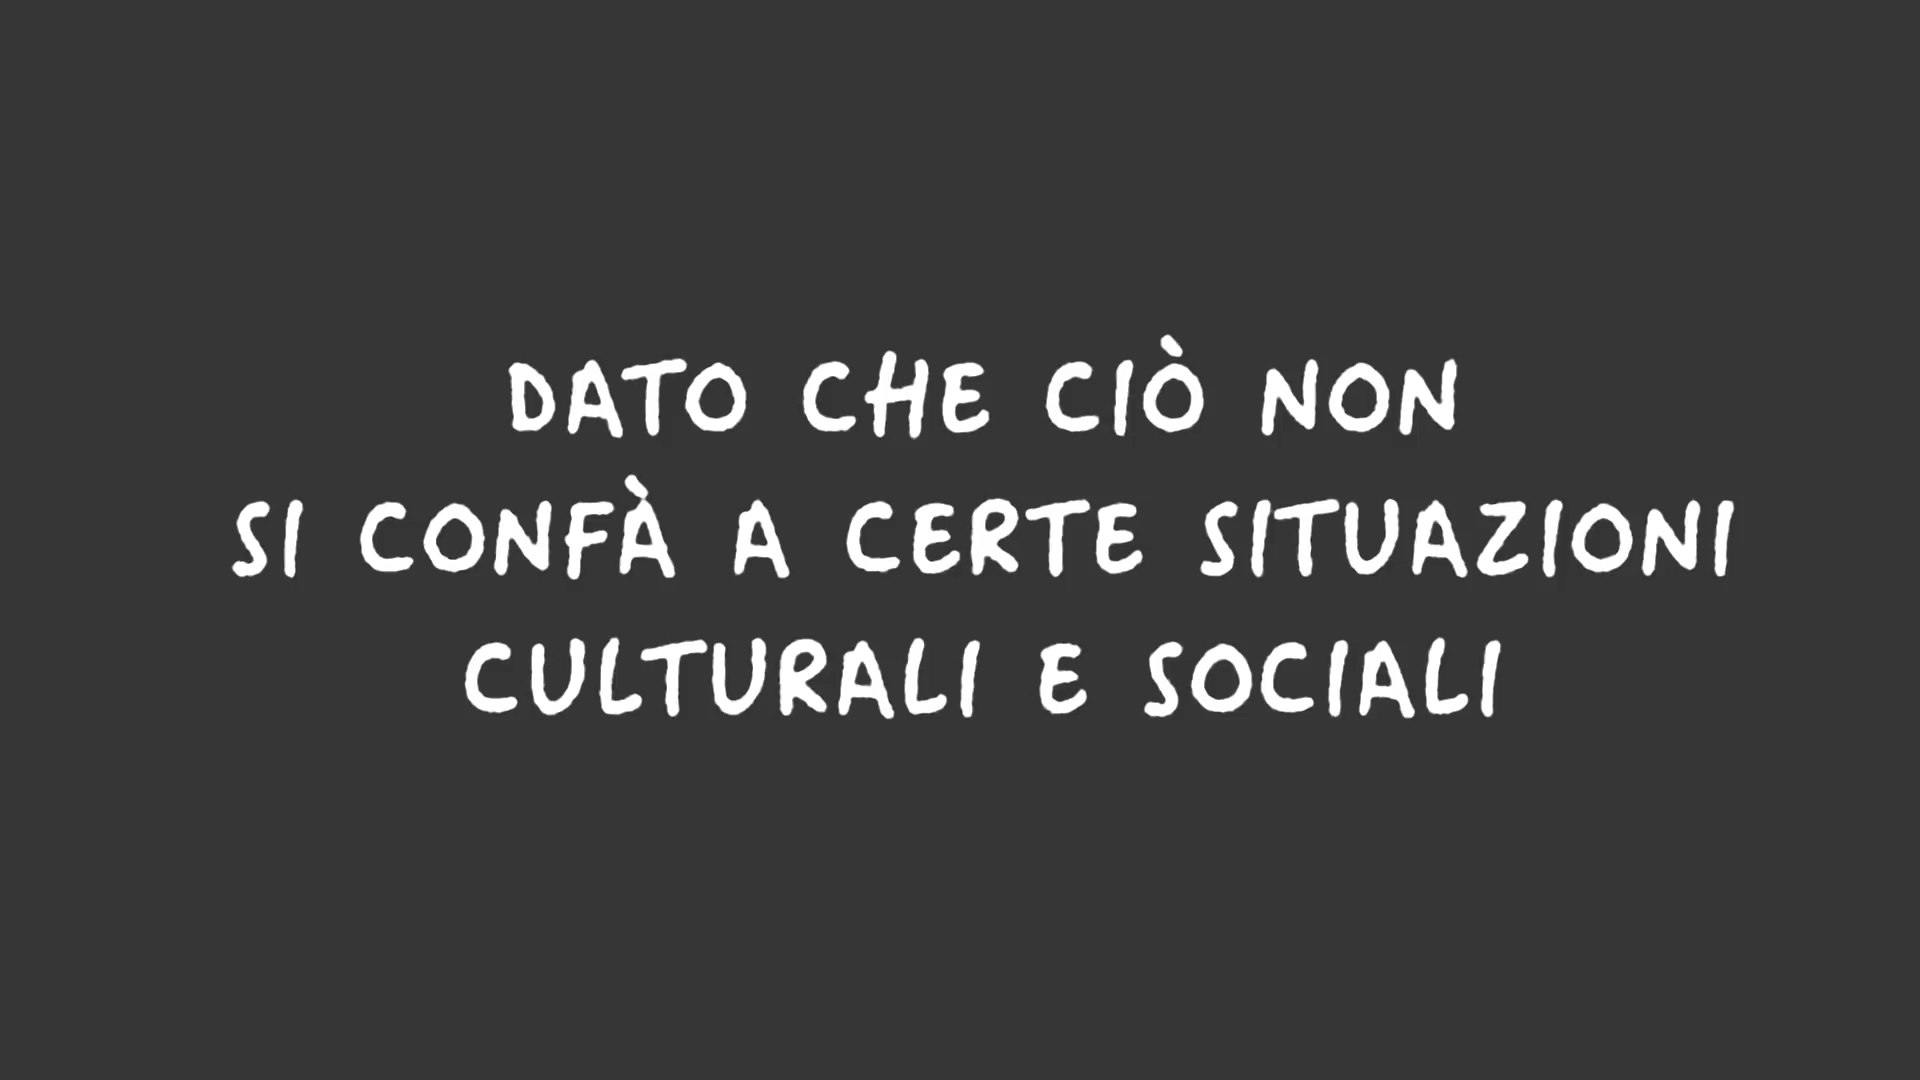 DATO CHE CIÒ NON
SI CONFÀ A CERTE SITUAZIONI
CULTURALI E SOCIALI